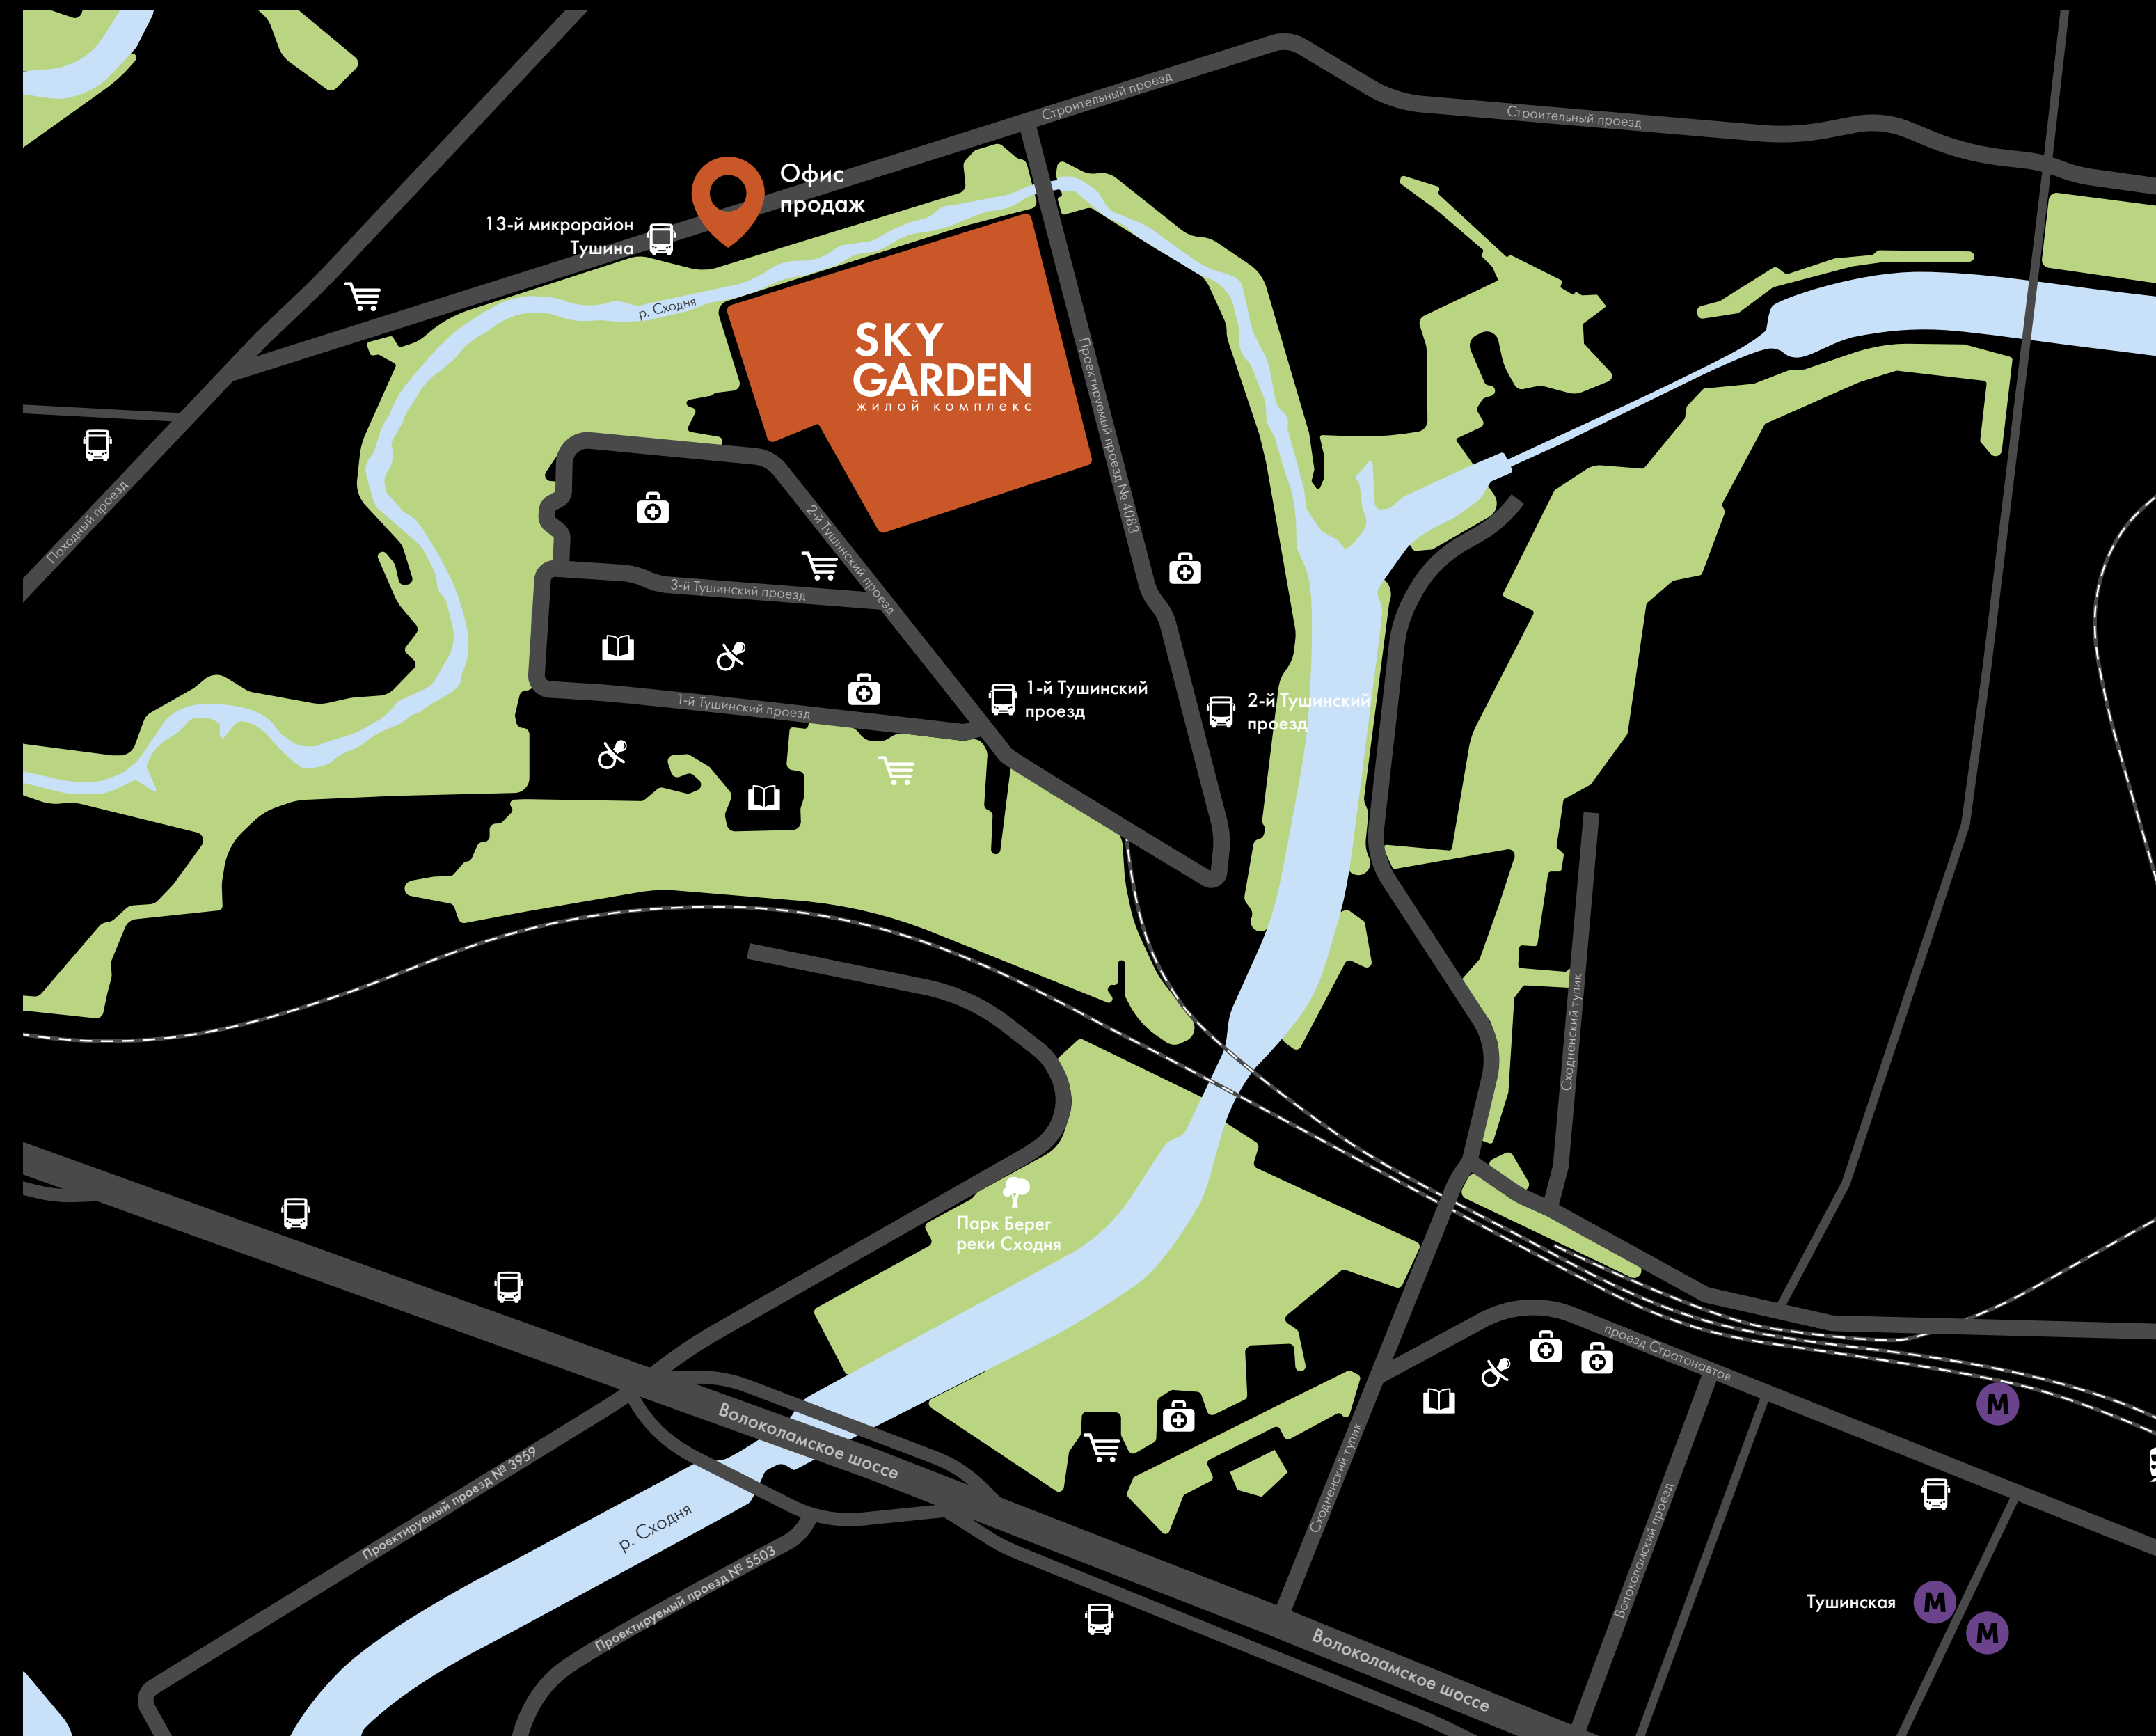 Строительный проезд
Строительный проезд
Офис
продаж
13-й микрорайон
Тушина
р. Сходня
SKY
GARDEN
жилой комплекс
Проектируемый проезд № 4083
Походный проезд
2-й Тушинский проезд
3-й Тушинский проезд
1-й Тушинский проезд
1-й Тушинский
проезд
2-й Тушинский
проезд
Сходненский тупик
Парк Берег
реки Сходня
проезд Стратонавтов
Волоколамское шоссе
М
Проектируемый проезд № 3959
Сходненский тупик
р. Сходня
Проектируемый проезд № 5503
Волоколамский проезд
Тушинская
М
М
Волоколамское шоссе